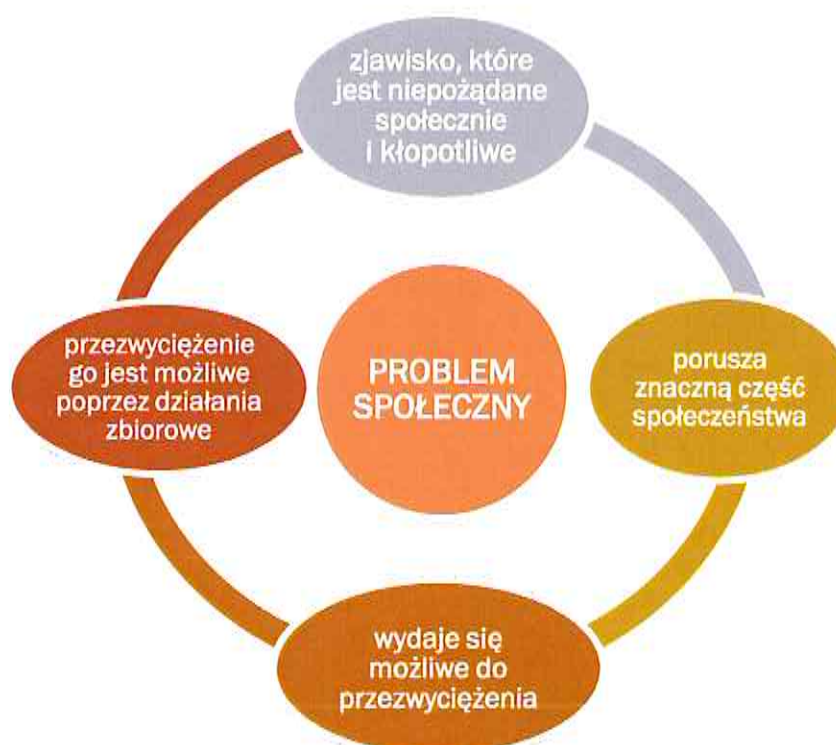 zjawisko, które
jest niepożądane
społecznie
i kłopotliwe
przezwyciężenie
go jest możliwe
poprzez działania
zbiorowe
PROBLEM
SPOŁECZNY
porusza
znaczną część
społeczeństwa
wydaje się
możliwe do
przezwyciężenia